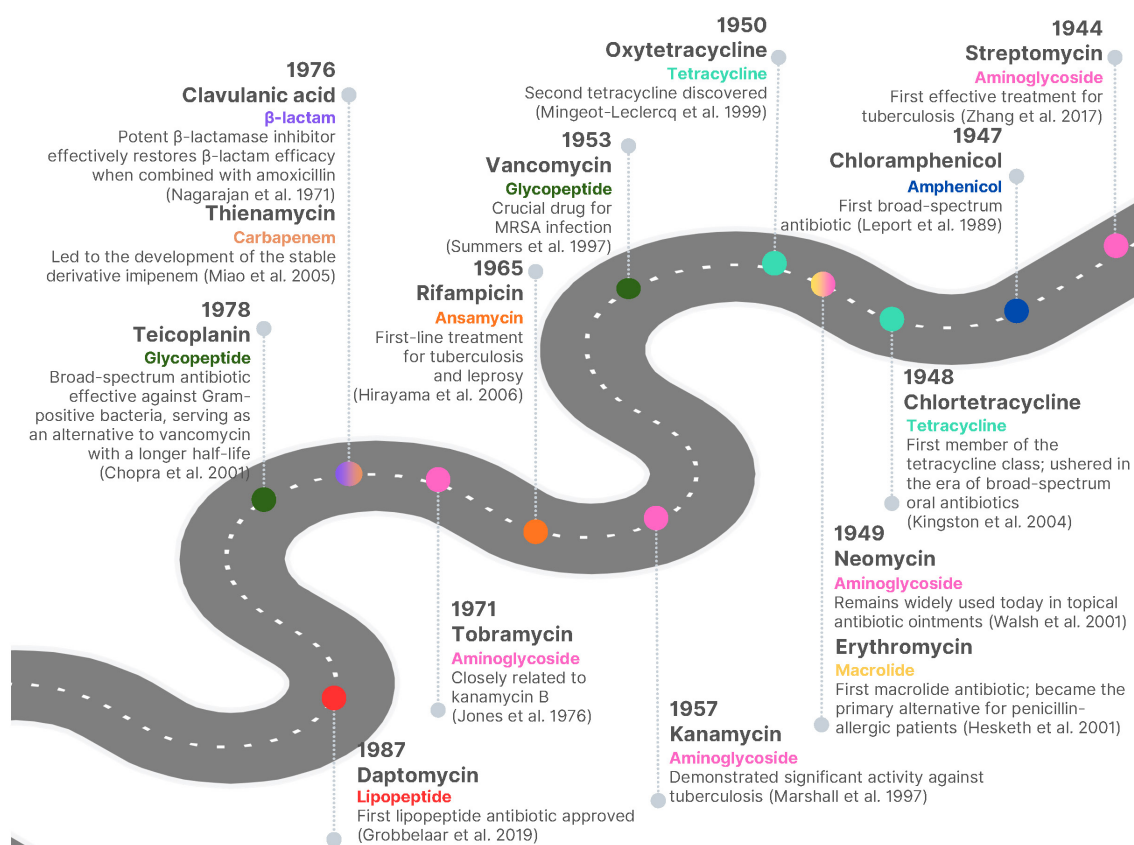 1950
Oxytetracycline
Tetracycline
Second tetracycline discovered
(Mingeot-Leclercq et al. 1999)
1944
Streptomycin
Aminoglycoside
First effective treatment for
tuberculosis (Zhang et al. 2017)
1976
Clavulanic acid
β-lactam
Potent β-lactamase inhibitor
effectively restores β-lactam efficacy
when combined with amoxicillin
(Nagarajan et al. 1971)
Thienamycin
Carbapenem
Led to the development of the stable
derivative imipenem (Miao et al. 2005)
1953
Vancomycin
Glycopeptide
Crucial drug for
MRSA infection
(Summers et al. 1997)
1947
Chloramphenicol
Amphenicol
First broad-spectrum
antibiotic (Leport et al. 1989)
1965
Rifampicin
Ansamycin
First-line treatment
for tuberculosis
and leprosy
(Hirayama et al. 2006)
1978
Teicoplanin
Glycopeptide
Broad-spectrum antibiotic
effective against Gram-
positive bacteria, serving as
an alternative to vancomycin
with a longer half-life
(Chopra et al. 2001)
1948
Chlortetracycline
Tetracycline
First member of the
tetracycline class; ushered in
the era of broad-spectrum
oral antibiotics
(Kingston et al. 2004)
1949
Neomycin
Aminoglycoside
Remains widely used today in topical
antibiotic ointments (Walsh et al. 2001)
Erythromycin
Macrolide
First macrolide antibiotic; became the
primary alternative for penicillin-
allergic patients (Hesketh et al. 2001)
1971
Tobramycin
Aminoglycoside
Closely related to
kanamycin B
(Jones et al. 1976)
1957
Kanamycin
Aminoglycoside
Demonstrated significant activity against
tuberculosis (Marshall et al. 1997)
1987
Daptomycin
Lipopeptide
First lipopeptide antibiotic approved
(Grobbelaar et al. 2019)